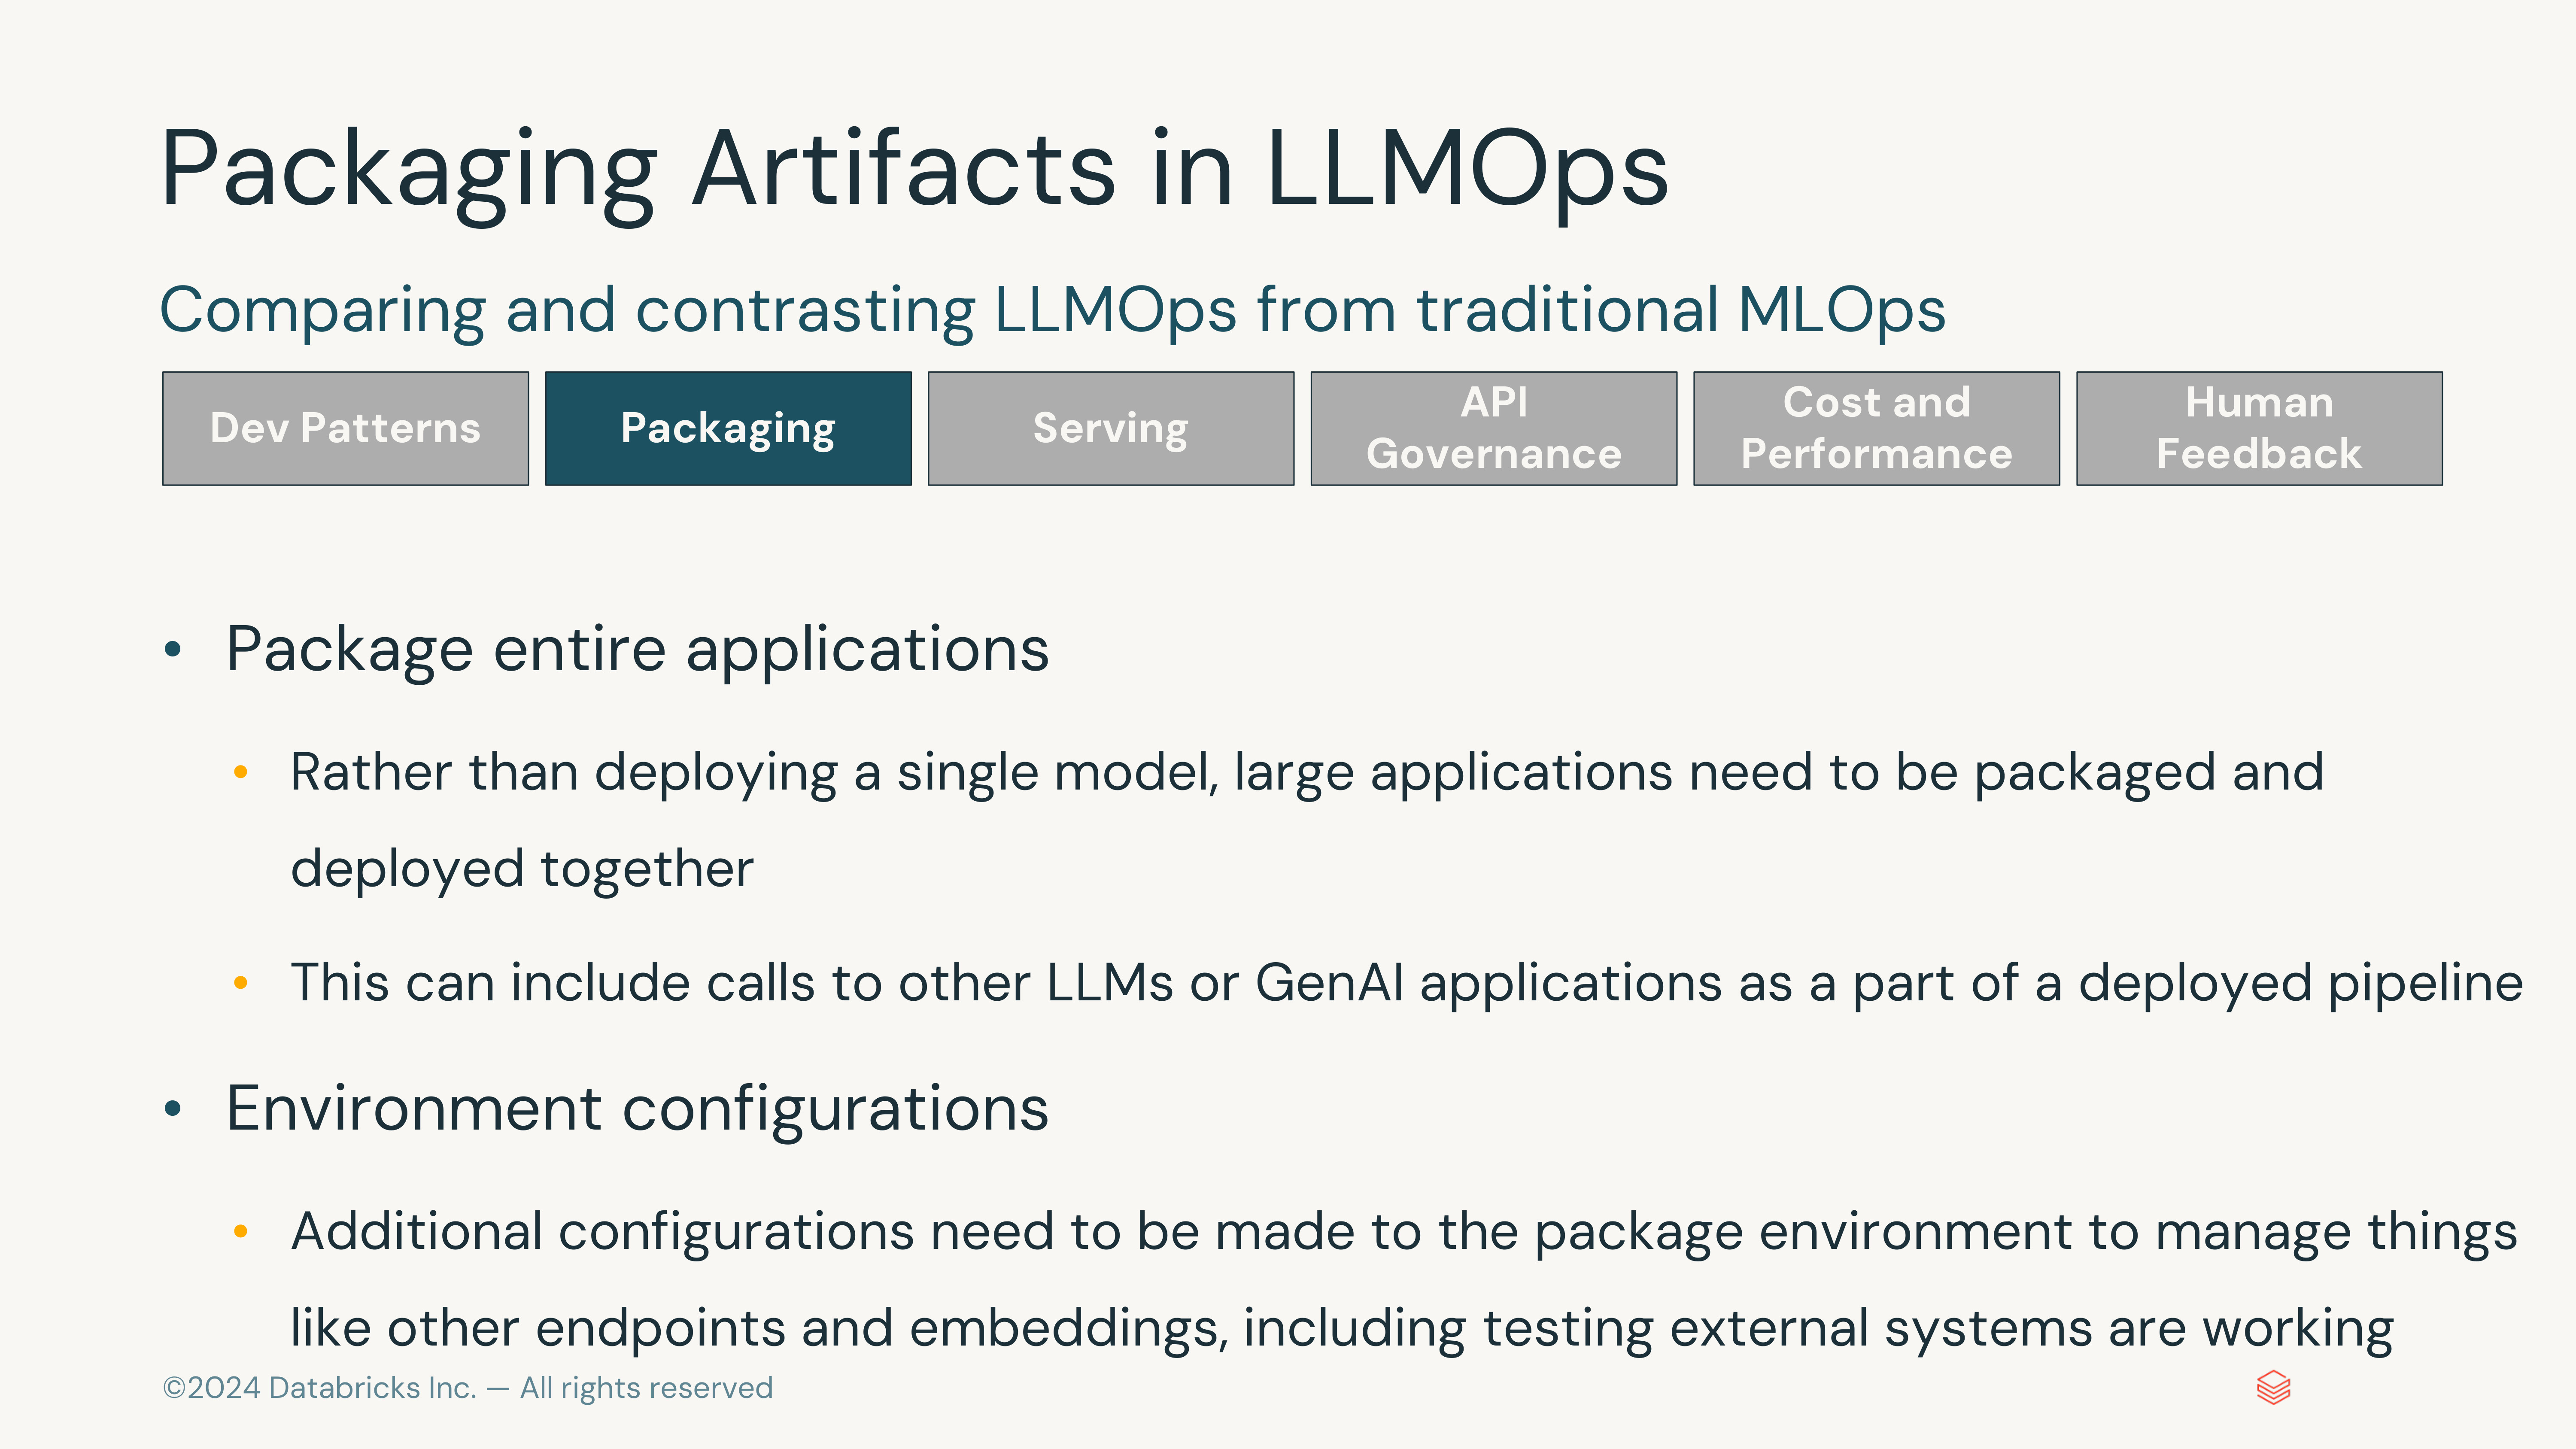 Packaging Artifacts in LLMOps
Comparing and contrasting LLMOps from traditional MLOps
Dev Patterns
Packaging
Serving
API
Governance
Cost and
Performance
Human
Feedback
• Package entire applications
• Rather than deploying a single model, large applications need to be packaged and
deployed together
• This can include calls to other LLMs or GenAI applications as a part of a deployed pipeline
• Environment configurations
• Additional configurations need to be made to the package environment to manage things
like other endpoints and embeddings, including testing external systems are working
©2024 Databricks Inc. — All rights reserved